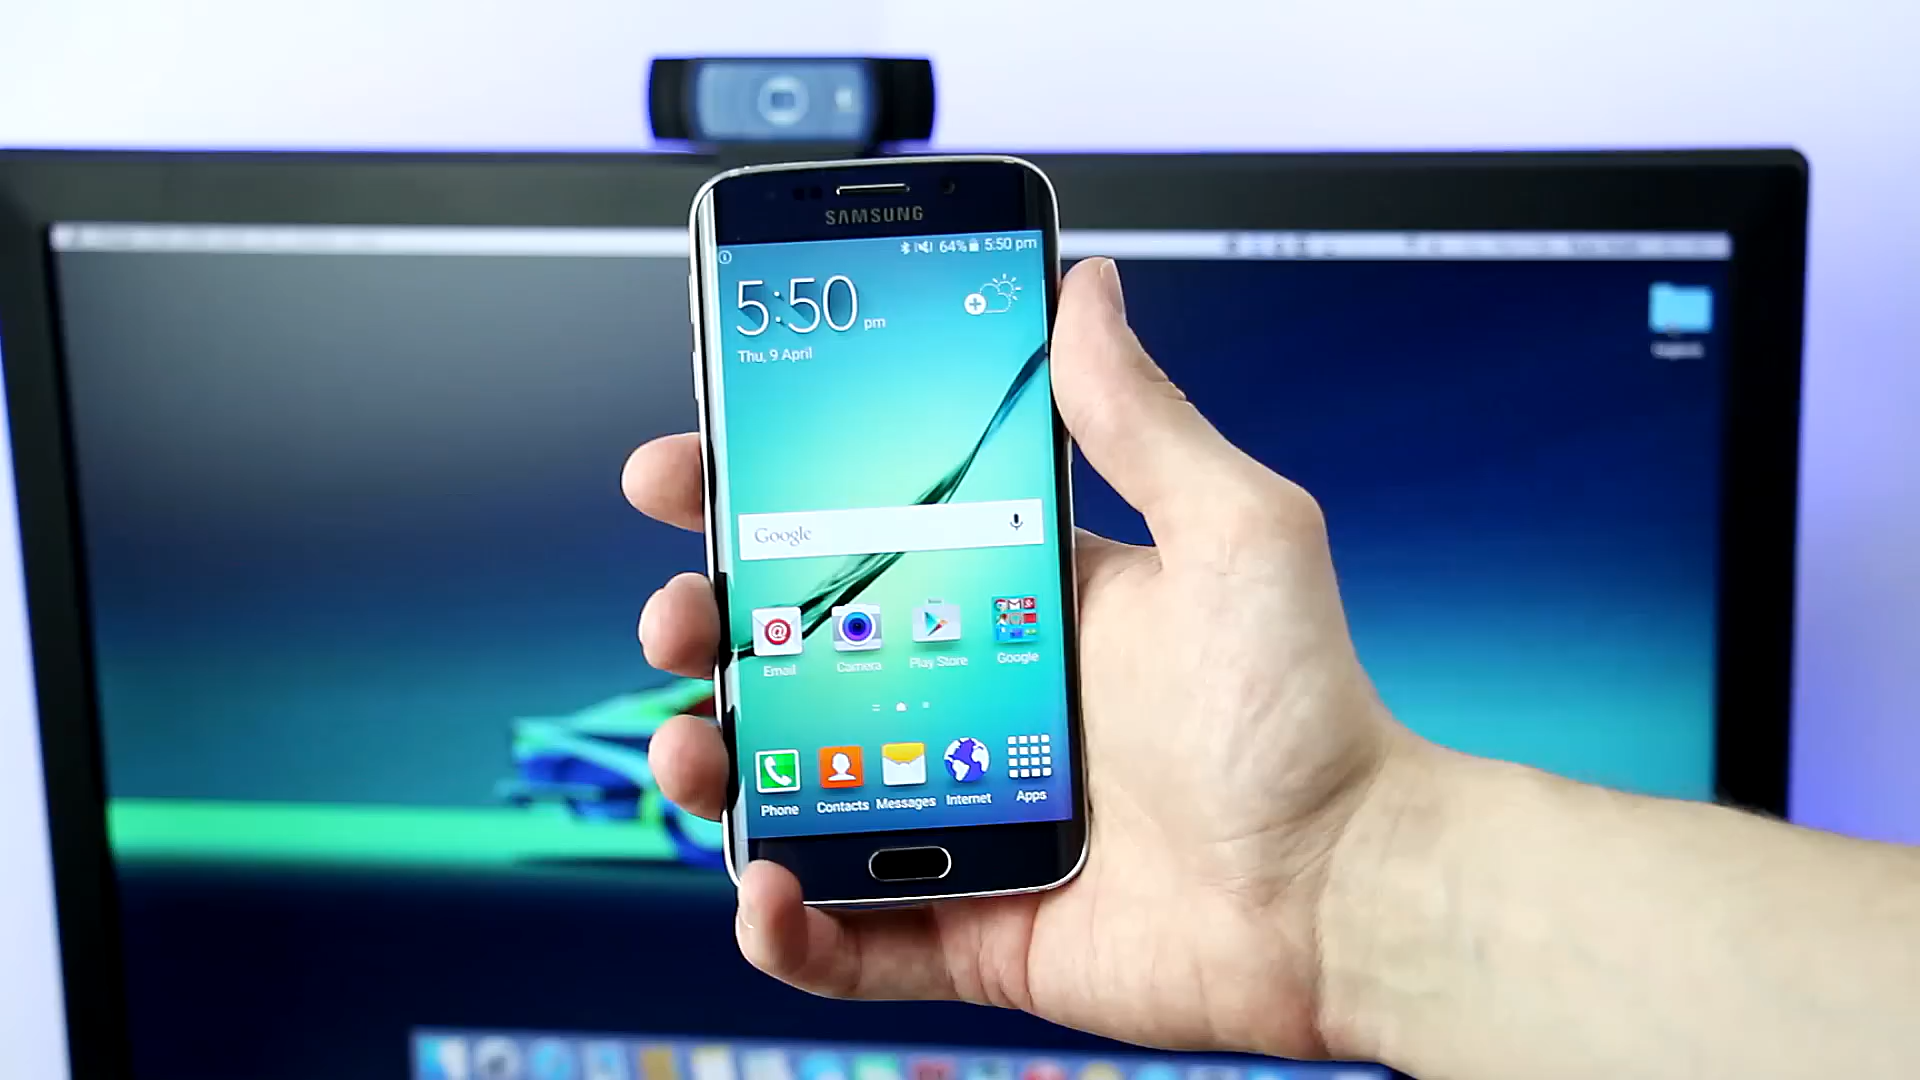 SAMSUNG
64% 5:50 pm
5:50 pm
Thu, 9 April
Google
Email Camera Play Store Google
Phone Contacts Messages Internet Apps